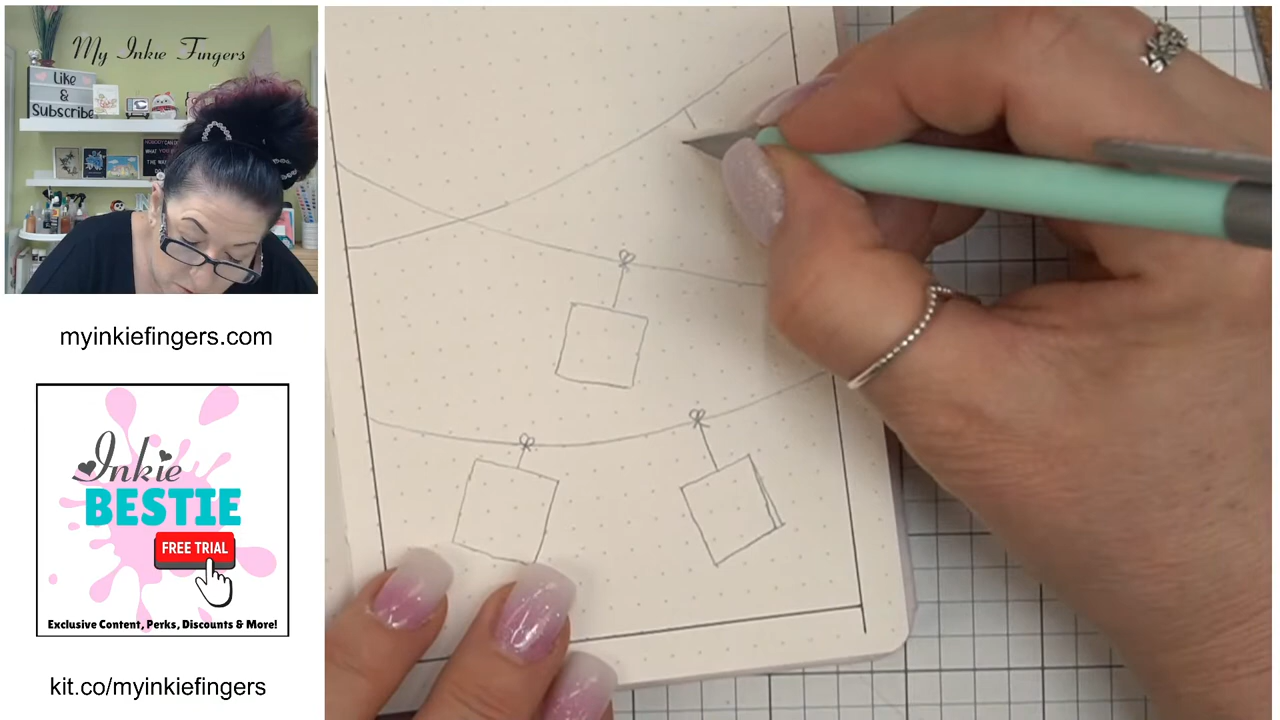 My Inkie Fingers
Like
&
Subscribe
myinkiefingers.com
Inkie
BESTIE
FREE TRIAL
Exclusive Content, Perks, Discounts & More!
kit.co/myinkiefingers